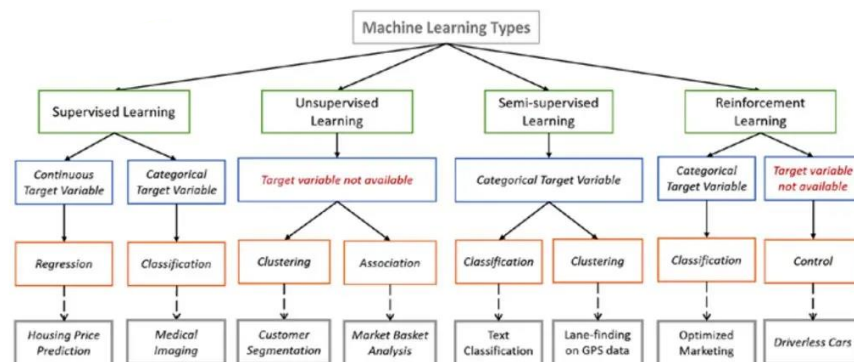 Machine Learning Types
Supervised Learning
Unsupervised
Learning
Semi-supervised
Learning
Reinforcement
Learning
Continuous
Target Variable
Categorical
Target Variable
Target variable not available
Categorical Target Variable
Categorical
Target Variable
Target variable
not available
Regression
Classification
Clustering
Association
Classification
Clustering
Classification
Control
Housing Price
Prediction
Medical
Imaging
Customer
Segmentation
Market Basket
Analysis
Text
Classification
Lane-finding
on GPS data
Optimized
Marketing
Driverless Cars